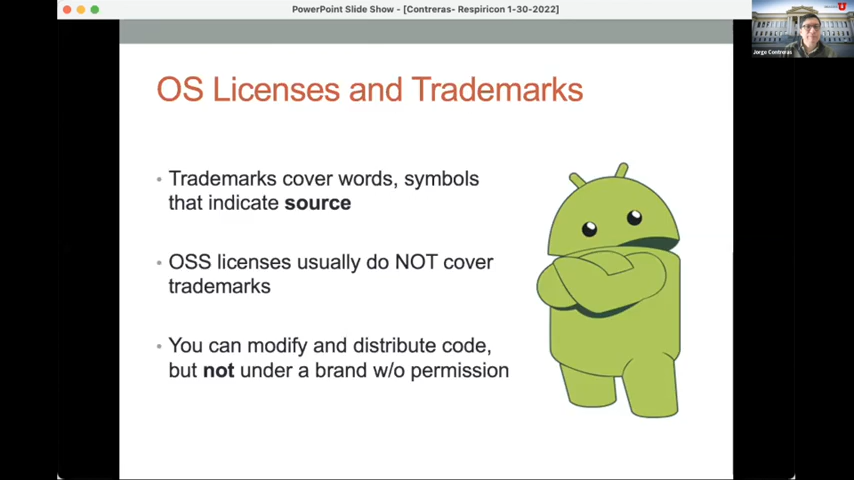 PowerPoint Slide Show - [Contreras- Respiricon 1-30-2022]
Jorge Contreras
OS Licenses and Trademarks
• Trademarks cover words, symbols
that indicate source
• OSS licenses usually do NOT cover
trademarks
• You can modify and distribute code,
but not under a brand w/o permission